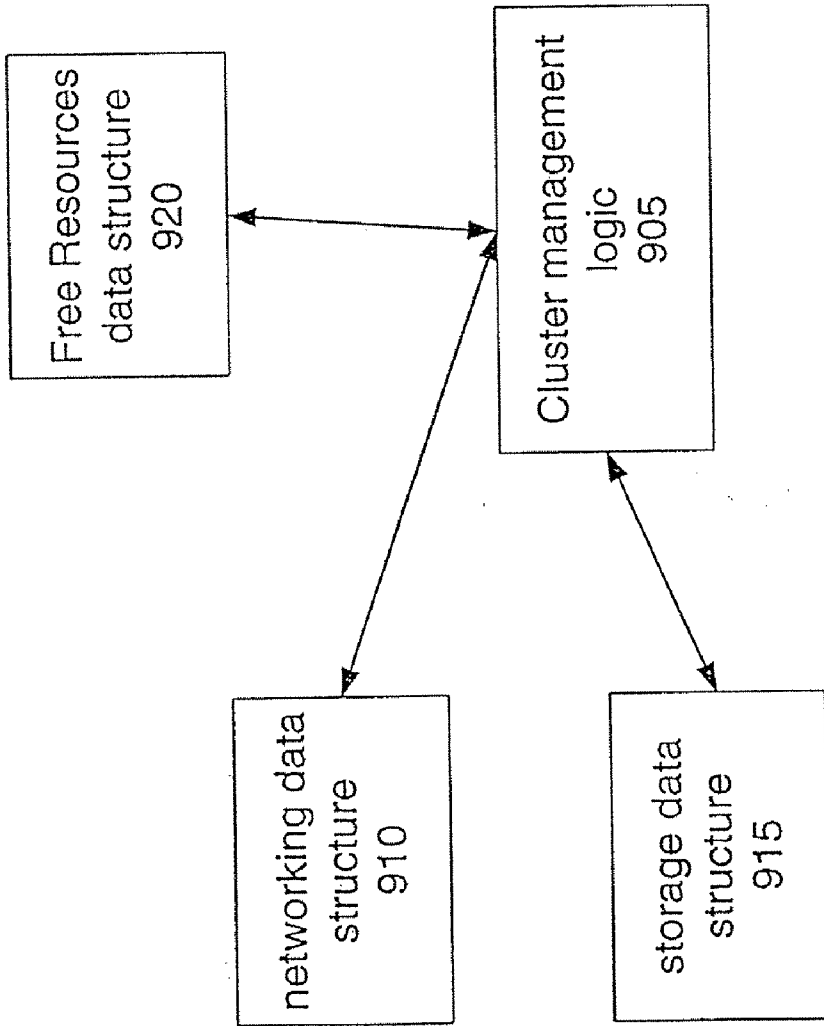 Free Resources
data structure
920
Cluster management
logic
905
networking data
structure
910
storage data
structure
915